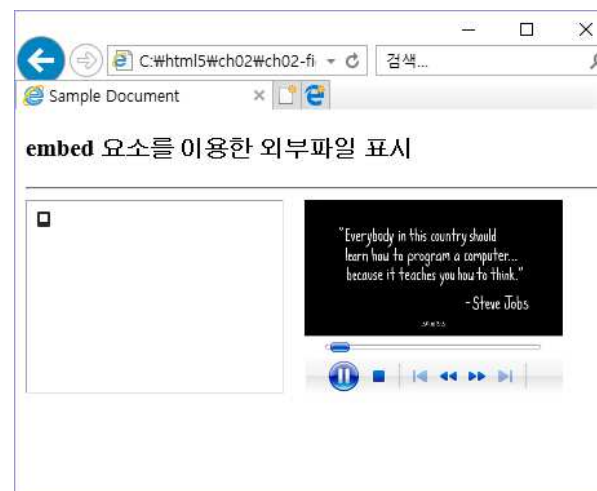 C:₩html5₩ch02₩ch02-fi
검색...
Sample Document
embed 요소를 이용한 외부파일 표시
"Everybody in this country should
learn how to program a computer...
because it teaches you how to think."
-Steve Jobs